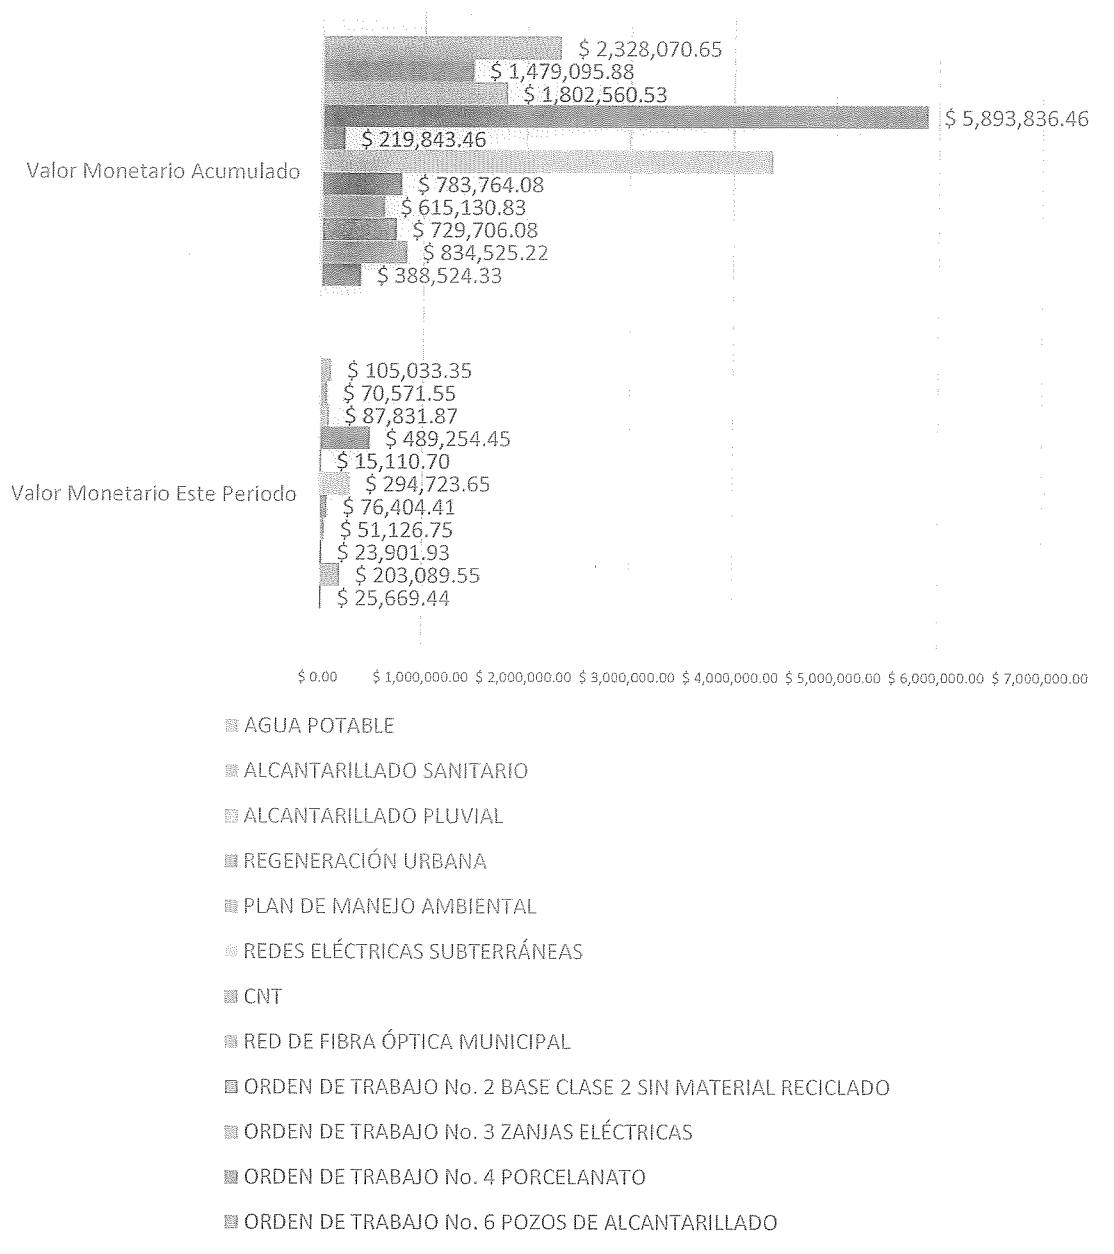 $ 2,328,070.65
$ 1,479,095.88
$ 1,802,560.53
$ 5,893,836.46
$ 219,843.46
Valor Monetario Acumulado
$ 783,764.08
$ 615,130.83
$ 729,706.08
$ 834,525.22
$ 388,524.33
$ 105,033.35
$ 70,571.55
$ 87,831.87
$ 489,254.45
$ 15,110.70
$ 294,723.65
Valor Monetario Este Periodo
$ 76,404.41
$ 51,126.75
$ 23,901.93
$ 203,089.55
$ 25,669.44
$ 0.00 $ 1,000,000.00 $ 2,000,000.00 $ 3,000,000.00 $ 4,000,000.00 $ 5,000,000.00 $ 6,000,000.00 $ 7,000,000.00
AGUA POTABLE
ALCANTARILLADO SANITARIO
ALCANTARILLADO PLUVIAL
REGENERACIÓN URBANA
PLAN DE MANEJO AMBIENTAL
REDES ELÉCTRICAS SUBTERRÁNEAS
CNT
RED DE FIBRA ÓPTICA MUNICIPAL
ORDEN DE TRABAJO No. 2 BASE CLASE 2 SIN MATERIAL RECICLADO
ORDEN DE TRABAJO No. 3 ZANJAS ELÉCTRICAS
ORDEN DE TRABAJO No. 4 PORCELANATO
ORDEN DE TRABAJO No. 6 POZOS DE ALCANTARILLADO